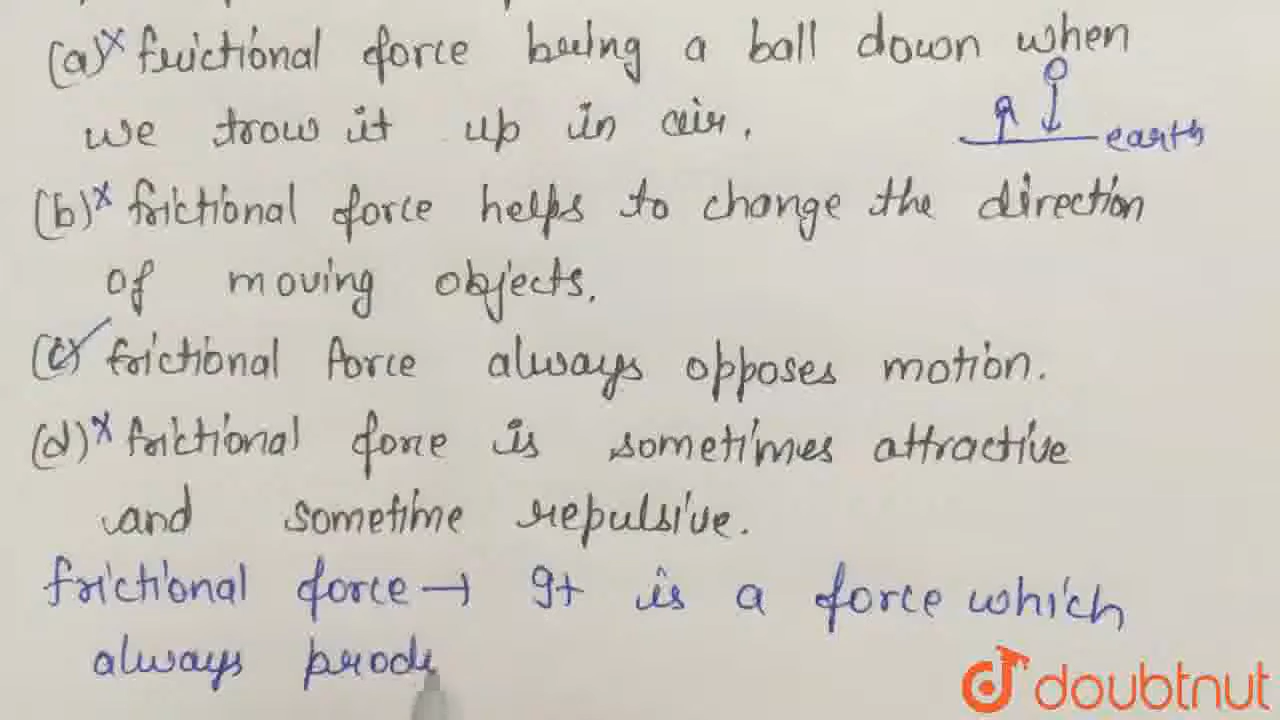 (a)x frictional force being a ball down when
we trow it up in air.
earth
(b)x frictional force helps to change the direction
of moving objects.
(c) frictional force always opposes motion.
(d)x frictional force is sometimes attractive
and sometime repulsive.
frictional force → It is a force which
always produ
doubtnut